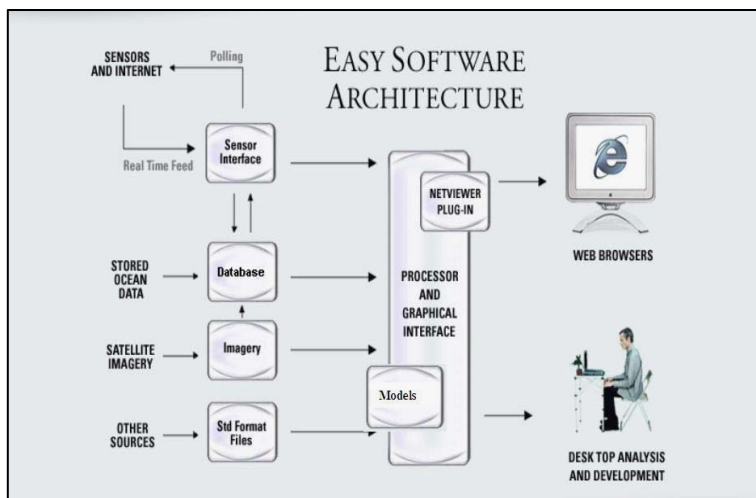 EASY SOFTWARE
ARCHITECTURE
SENSORS
AND INTERNET
Polling
Real Time Feed
Sensor
Interface
NETVIEWER
PLUG-IN
WEB BROWSERS
STORED
OCEAN
DATA
Database
PROCESSOR
AND
GRAPHICAL
INTERFACE
SATELLITE
IMAGERY
Imagery
Models
OTHER
SOURCES
Std Format
Files
DESK TOP ANALYSIS
AND DEVELOPMENT